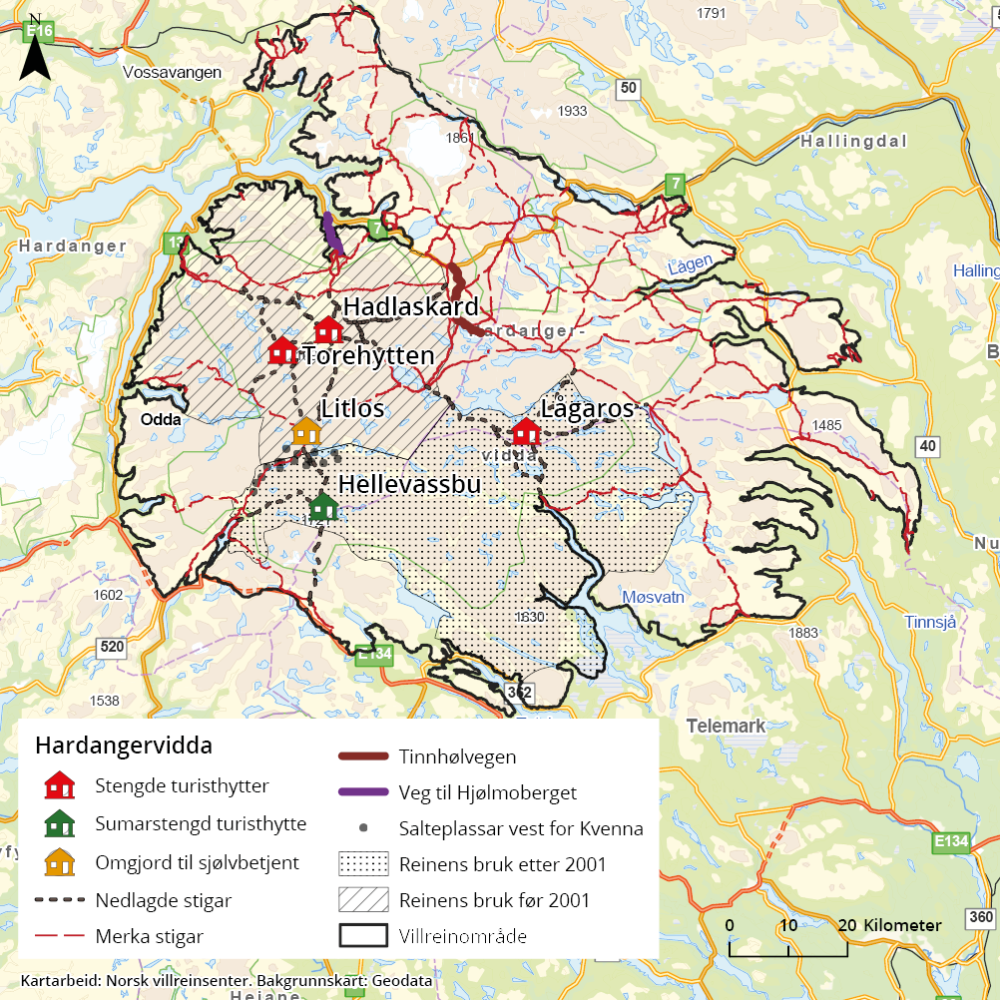 N
E16
1791
Vossavangen
50
1933
1861
Hallingdal
7
Hardanger
13
7
Lågen
Halling
Hadlaskard
Hardanger
Torehytten
Litlos
Lågaros
Odda
1485
40
vidda
Hellevassbu
Nu
1602
Møsvatn
1630
Tinnsjå
520
1883
E134
1538
362
Telemark
Hardangervidda
Stengde turisthytter
Sumarstengd turisthytte
Omgjord til sjølvbetjent
Nedlagde stigar
Merka stigar
Tinnhølvegen
Veg til Hjølmoberget
Salteplassar vest for Kvenna
Reinens bruk etter 2001
Reinens bruk før 2001
Villreinområde
E134
360
0 10 20 Kilometer
Kartarbeid: Norsk villreinsenter. Bakgrunnskart: Geodata